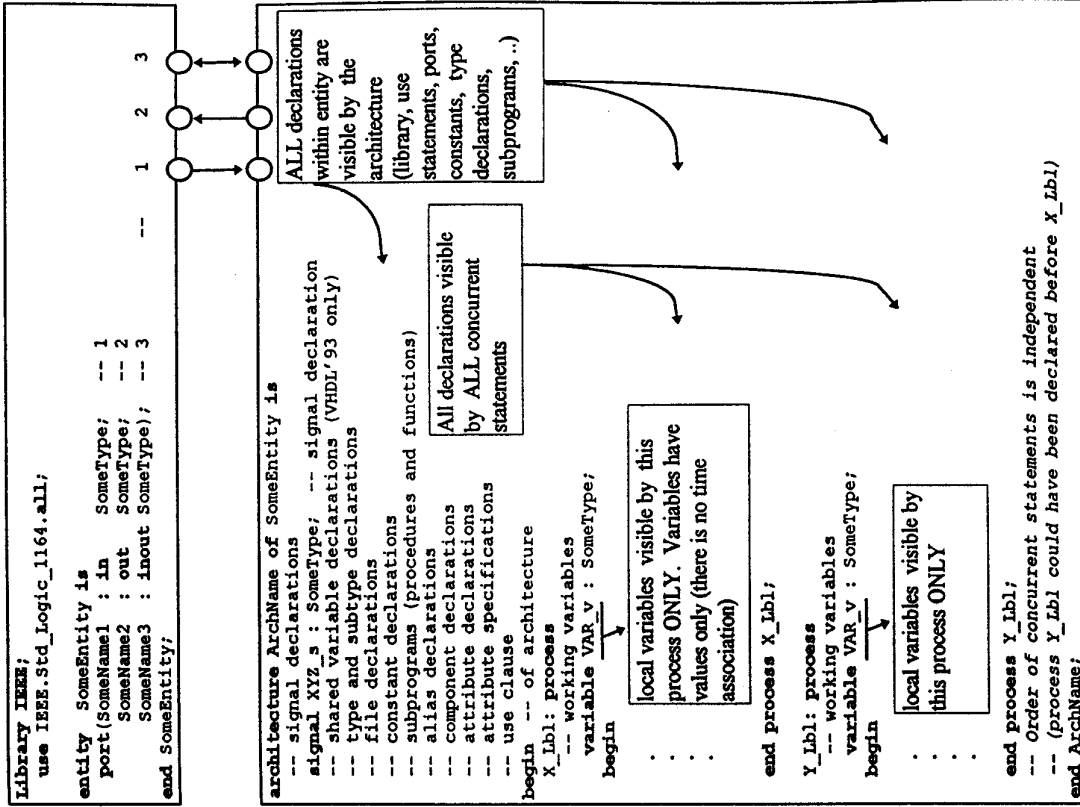 Library IEEE;
use IEEE.Std_Logic_1164.all;
entity SomeEntity is
port(SomeName1 : in SomeType; -- 1
SomeName2 : out SomeType; -- 2
SomeName3 : inout SomeType); -- 3
end SomeEntity;
-- 1 2 3
architecture ArchName of SomeEntity is
-- signal declarations
signal XYZ_s : SomeType; -- signal declaration
-- shared variable declarations (VHDL'93 only)
-- type and subtype declarations
-- file declarations
-- constant declarations
-- subprograms (procedures and functions)
-- alias declarations
-- component declarations
-- attribute declarations
-- attribute specifications
-- use clause
ALL declarations
within entity are
visible by the
architecture
(library, use
statements, ports,
constants, type
declarations,
subprograms, ..)
All declarations visible
by ALL concurrent
statements
begin -- of architecture
X_Lbl: process
-- working variables
variable VAR_v : SomeType;
begin
local variables visible by this
process ONLY. Variables have
values only (there is no time
association)
end process X_Lbl;
Y_Lbl: process
-- working variables
variable VAR_v : SomeType;
begin
local variables visible by
this process ONLY
end process Y_Lbl;
-- Order of concurrent statements is independent
-- (process Y_Lbl could have been declared before X_Lbl)
end ArchName;